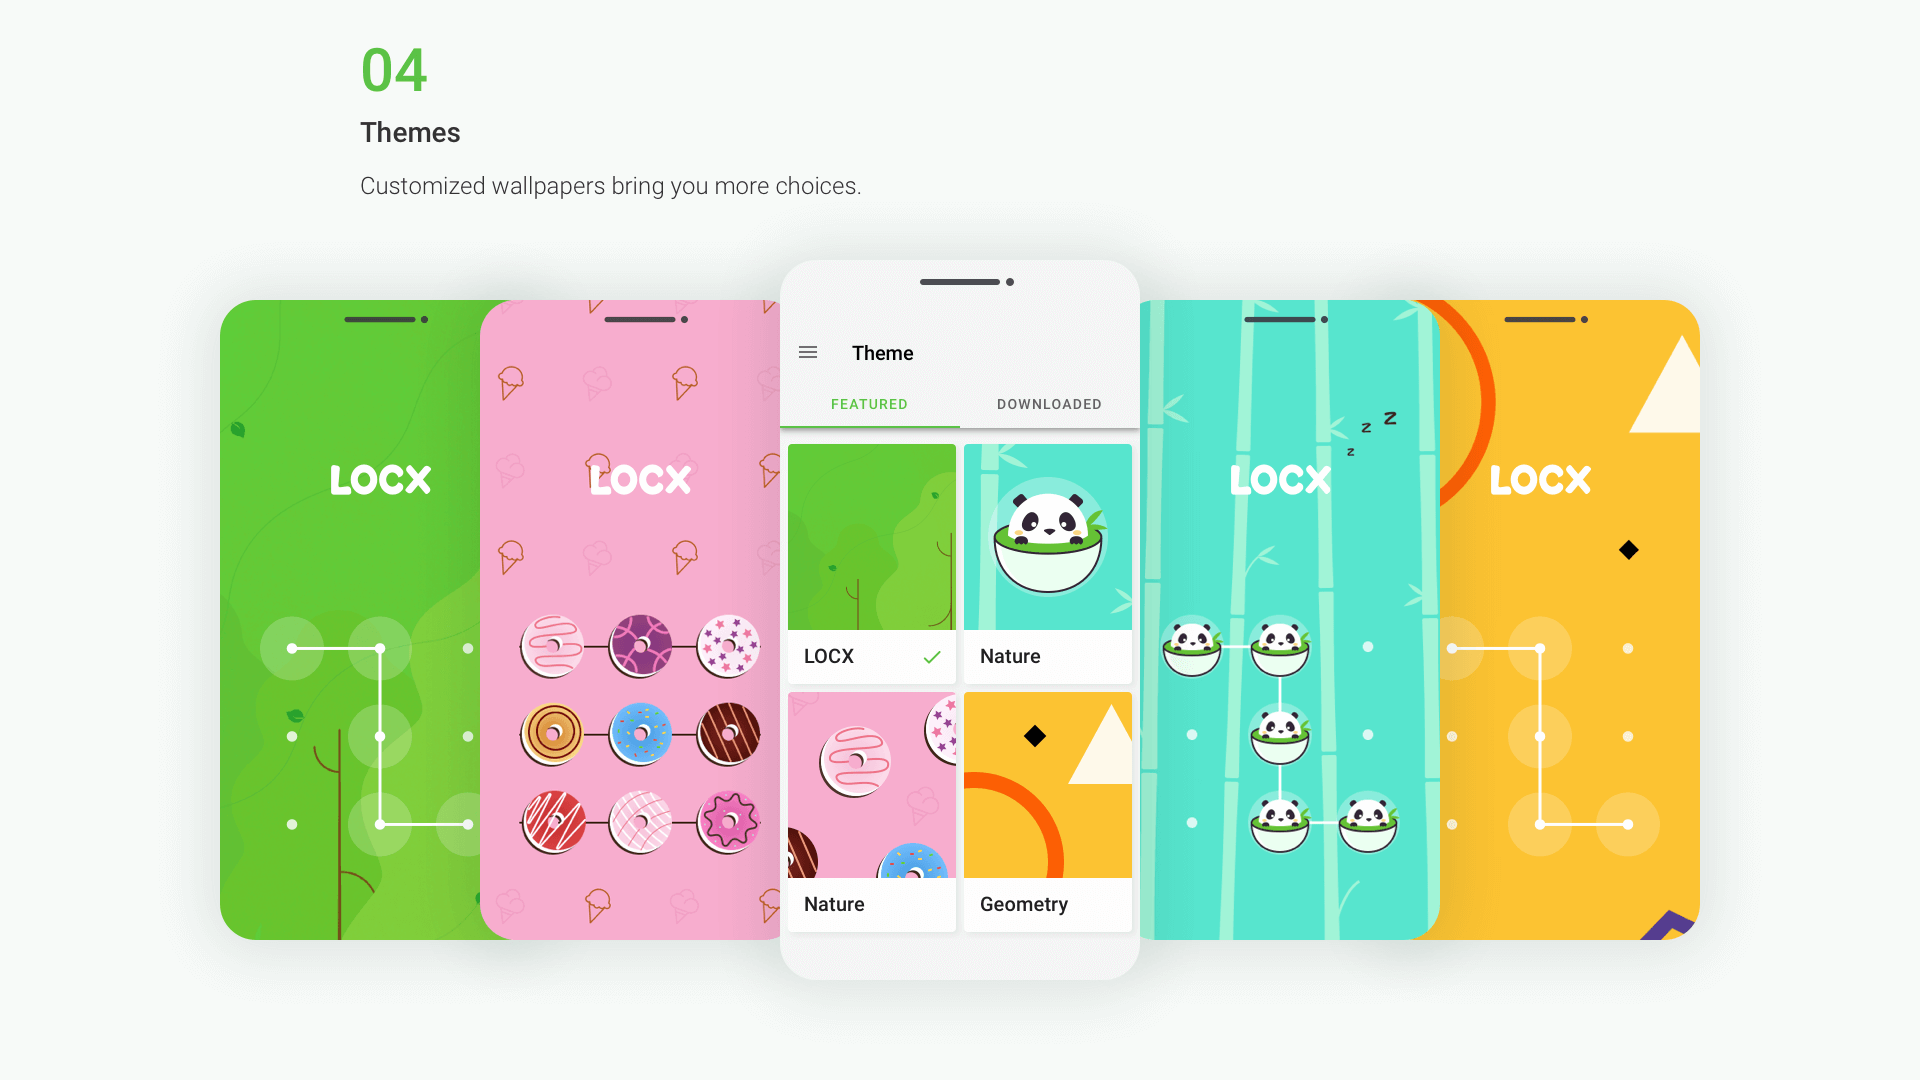 04
Themes
Customized wallpapers bring you more choices.
Theme
FEATURED
DOWNLOADED
z z
z
LOCX
LOCX
LOCX
LOCX
LOCX
Nature
Nature
Geometry